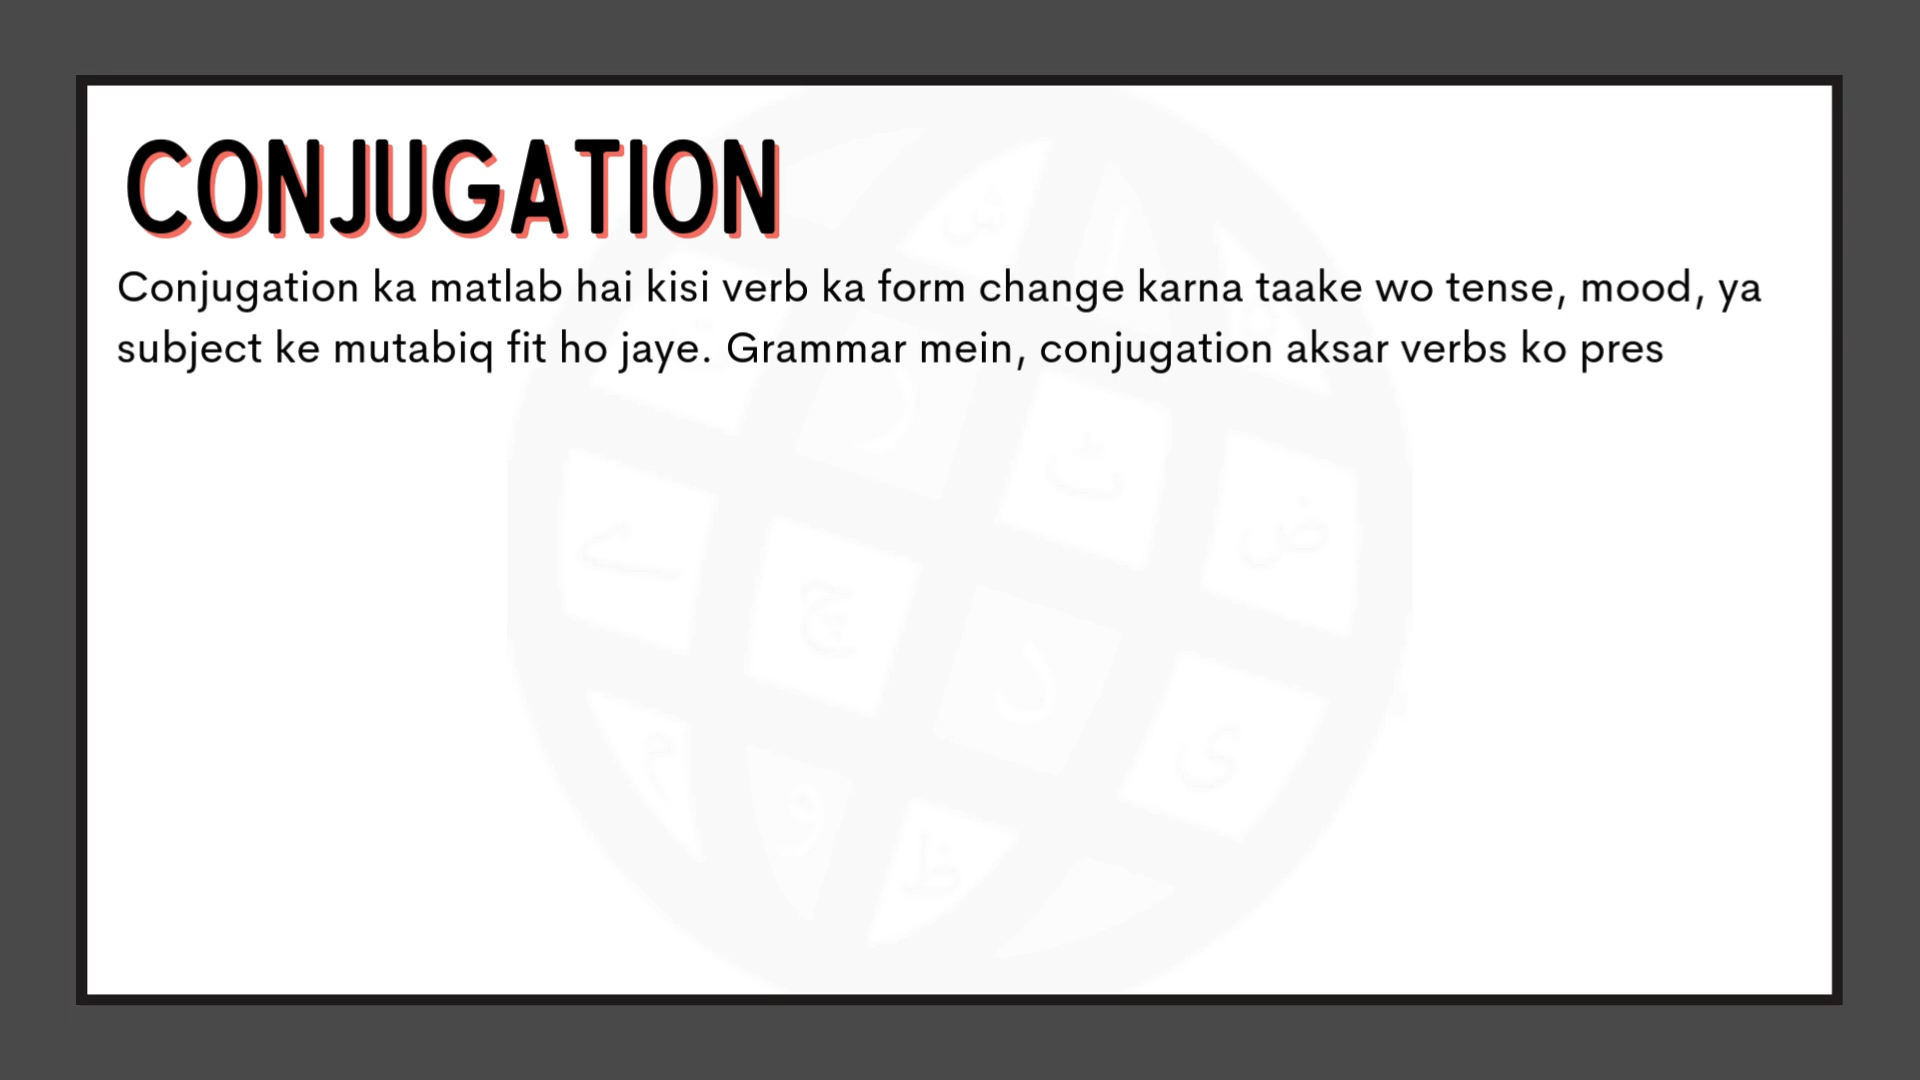 CONJUGATION
Conjugation ka matlab hai kisi verb ka form change karna taake wo tense, mood, ya
subject ke mutabiq fit ho jaye. Grammar mein, conjugation aksar verbs ko pres